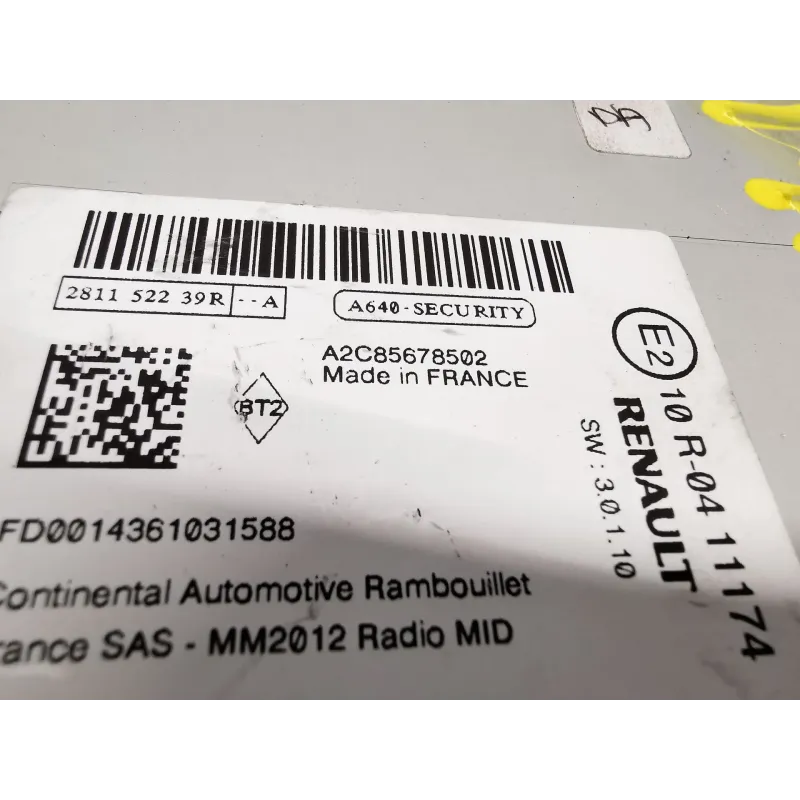 2811 522 39R --A
A640-SECURITY
A2C85678502
Made in FRANCE
BT2
E2
10 R-04 11174
RENAULT
SW : 3.0.1.10
FD0014361031588
Continental Automotive Rambouillet
rance SAS - MM2012 Radio MID